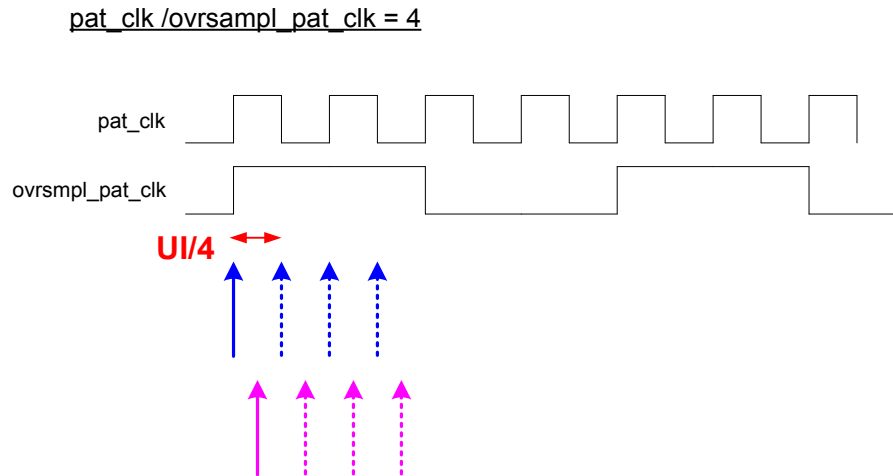 pat_clk /ovrsampl_pat_clk = 4
pat_clk
ovrsmpl_pat_clk
UI/4